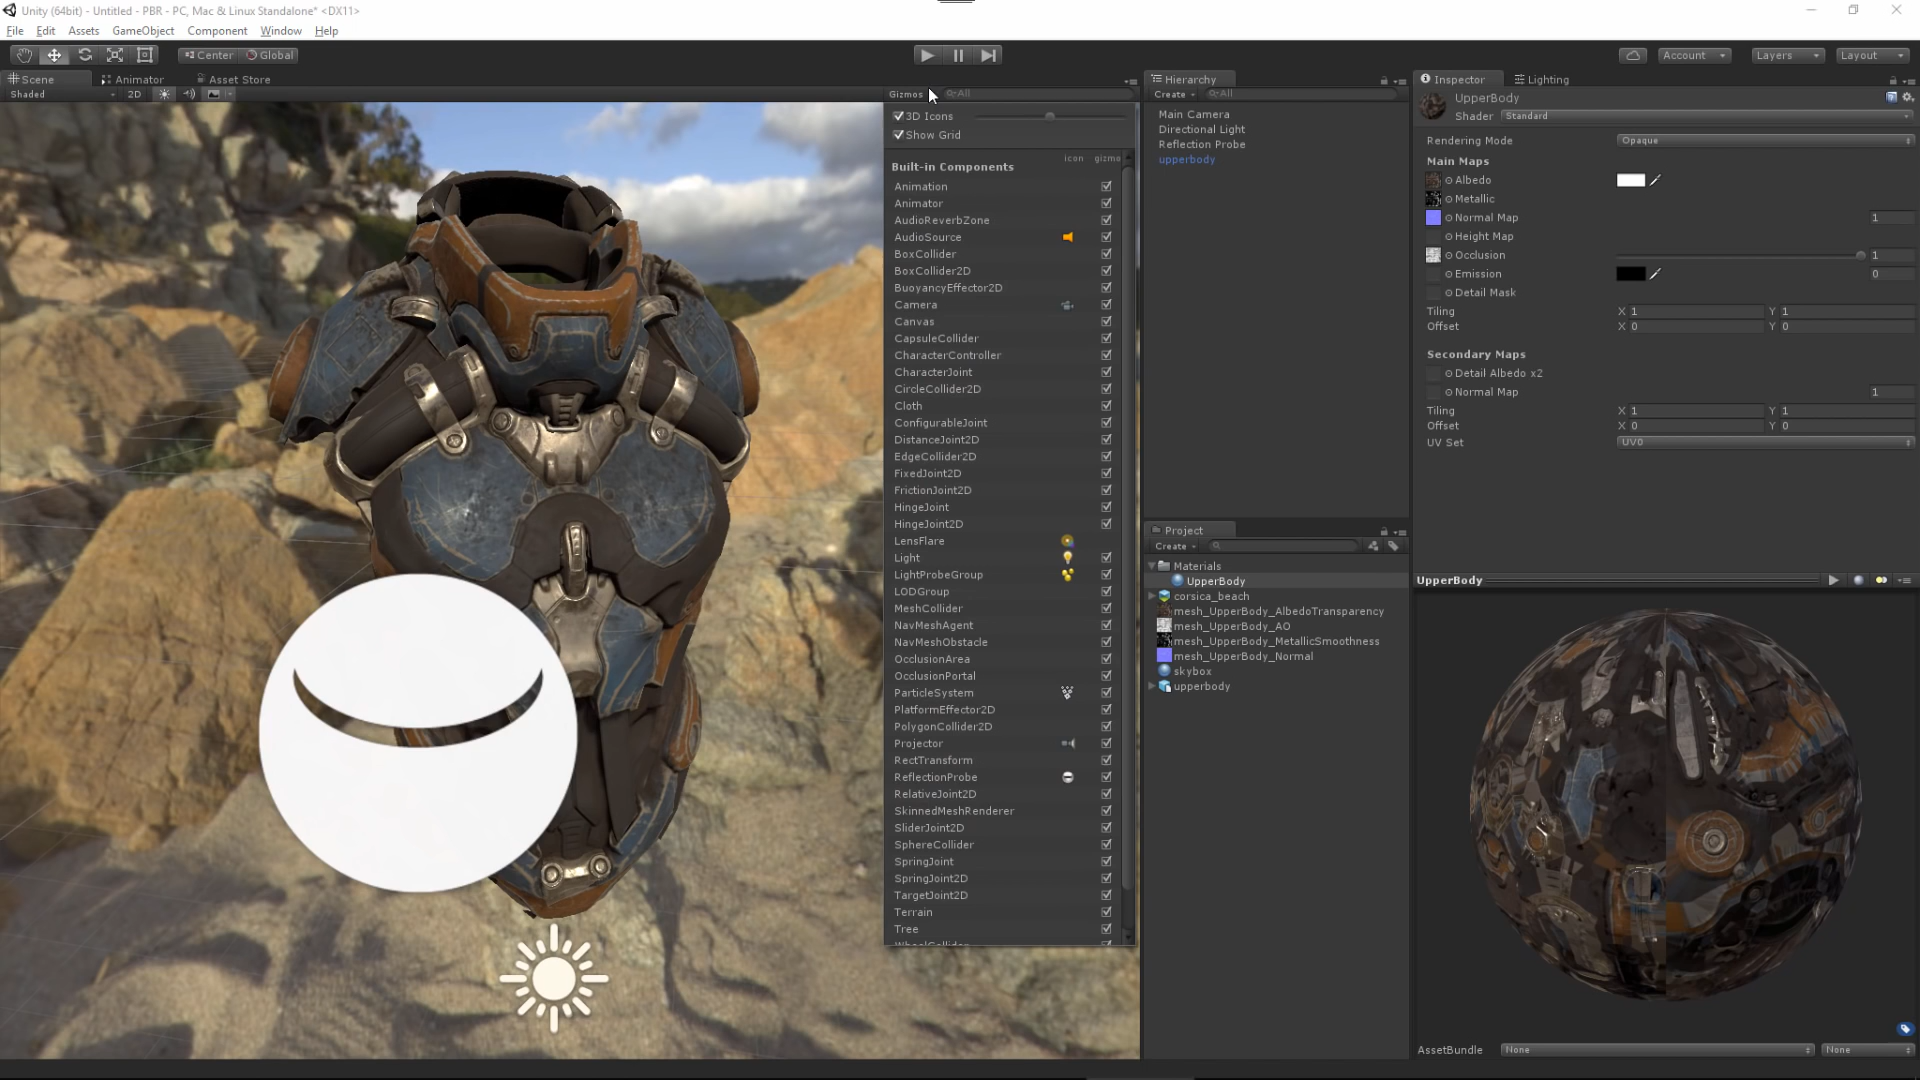 Unity (64bit) - Untitled - PBR - PC, Mac & Linux Standalone* <DX11>
File Edit Assets GameObject Component Window Help
Center Global
Account Layers Layout
Scene Animator Asset Store
Shaded 2D
Gizmos All
3D Icons
Show Grid
icon gizmo
Built-in Components
Animation
Animator
AudioReverbZone
AudioSource
BoxCollider
BoxCollider2D
BuoyancyEffector2D
Camera
Canvas
CapsuleCollider
CharacterController
CharacterJoint
CircleCollider2D
Cloth
ConfigurableJoint
DistanceJoint2D
EdgeCollider2D
FixedJoint2D
FrictionJoint2D
HingeJoint
HingeJoint2D
LensFlare
Light
LightProbeGroup
LODGroup
MeshCollider
NavMeshAgent
NavMeshObstacle
OcclusionArea
OcclusionPortal
ParticleSystem
PlatformEffector2D
PolygonCollider2D
Projector
RectTransform
ReflectionProbe
RelativeJoint2D
SkinnedMeshRenderer
SliderJoint2D
SphereCollider
SpringJoint
SpringJoint2D
TargetJoint2D
Terrain
Tree
WheelCollider
Hierarchy
Create All
Main Camera
Directional Light
Reflection Probe
upperbody
Project
Create
Materials
UpperBody
corsica_beach
mesh_UpperBody_AlbedoTransparency
mesh_UpperBody_AO
mesh_UpperBody_MetallicSmoothness
mesh_UpperBody_Normal
skybox
upperbody
Inspector Lighting
UpperBody
Shader Standard
Rendering Mode Opaque
Main Maps
Albedo
Metallic
Normal Map 1
Height Map
Occlusion 1
Emission 0
Detail Mask
Tiling X 1 Y 1
Offset X 0 Y 0
Secondary Maps
Detail Albedo x2
Normal Map 1
Tiling X 1 Y 1
Offset X 0 Y 0
UV Set UV0
UpperBody
AssetBundle None None